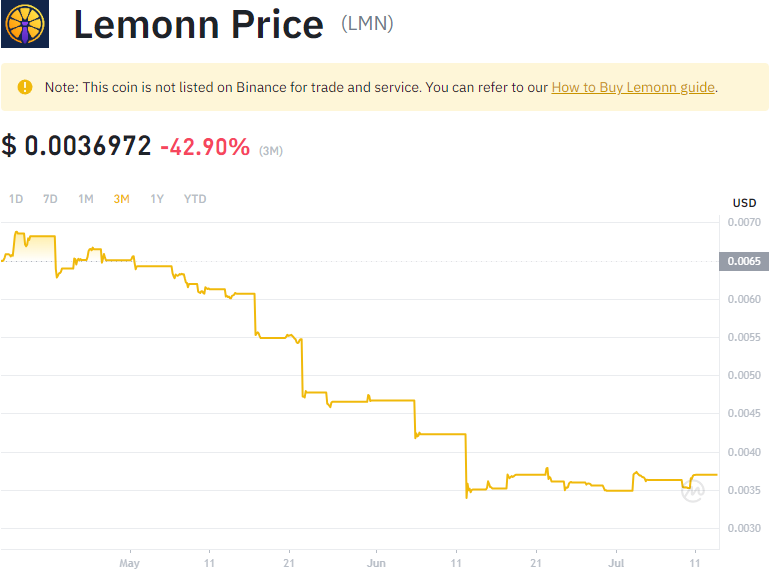 Lemonn Price (LMN)
Note: This coin is not listed on Binance for trade and service. You can refer to our How to Buy Lemonn guide.
$ 0.0036972 -42.90% (3M)
1D 7D 1M 3M 1Y YTD
USD
0.0070
0.0065
0.0060
0.0055
0.0050
0.0045
0.0040
0.0035
0.0030
May 11 21 Jun 11 21 Jul 11